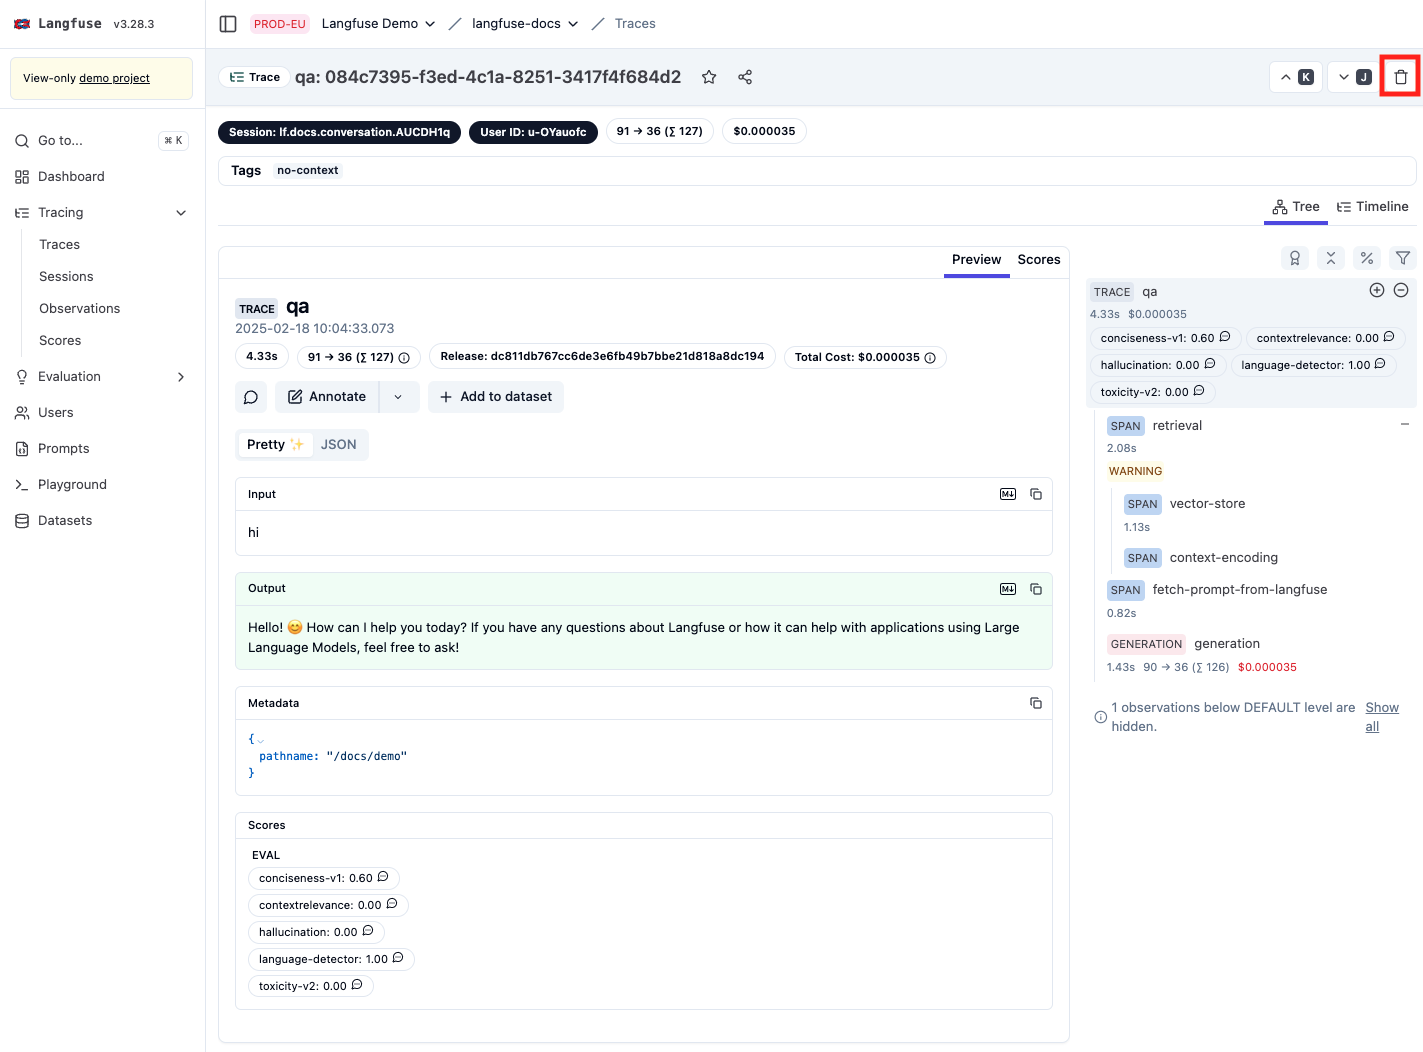 Langfuse v3.28.3
PROD-EU Langfuse Demo langfuse-docs Traces
View-only demo project
Trace qa: 084c7395-f3ed-4c1a-8251-3417f4f684d2
K
J
Go to... ⌘ K
Dashboard
Tracing
Traces
Sessions
Observations
Scores
Evaluation
Users
Prompts
Playground
Datasets
Session: lf.docs.conversation.AUCDH1q User ID: u-OYauofc 91 → 36 (∑ 127) $0.000035
Tags no-context
Tree Timeline
Preview Scores
TRACE qa
2025-02-18 10:04:33.073
4.33s 91 → 36 (∑ 127) Release: dc811db767cc6de3e6fb49b7bbe21d818a8dc194 Total Cost: $0.000035
Annotate + Add to dataset
Pretty ✨ JSON
Input
M↓
hi
Output
M↓
Hello! 😊 How can I help you today? If you have any questions about Langfuse or how it can help with applications using Large
Language Models, feel free to ask!
Metadata
{
pathname: "/docs/demo"
}
Scores
EVAL
conciseness-v1: 0.60
contextrelevance: 0.00
hallucination: 0.00
language-detector: 1.00
toxicity-v2: 0.00
TRACE qa
4.33s $0.000035
conciseness-v1: 0.60 contextrelevance: 0.00
hallucination: 0.00 language-detector: 1.00
toxicity-v2: 0.00
SPAN retrieval
2.08s
WARNING
SPAN vector-store
1.13s
SPAN context-encoding
SPAN fetch-prompt-from-langfuse
0.82s
GENERATION generation
1.43s 90 → 36 (∑ 126) $0.000035
1 observations below DEFAULT level are Show
hidden. all